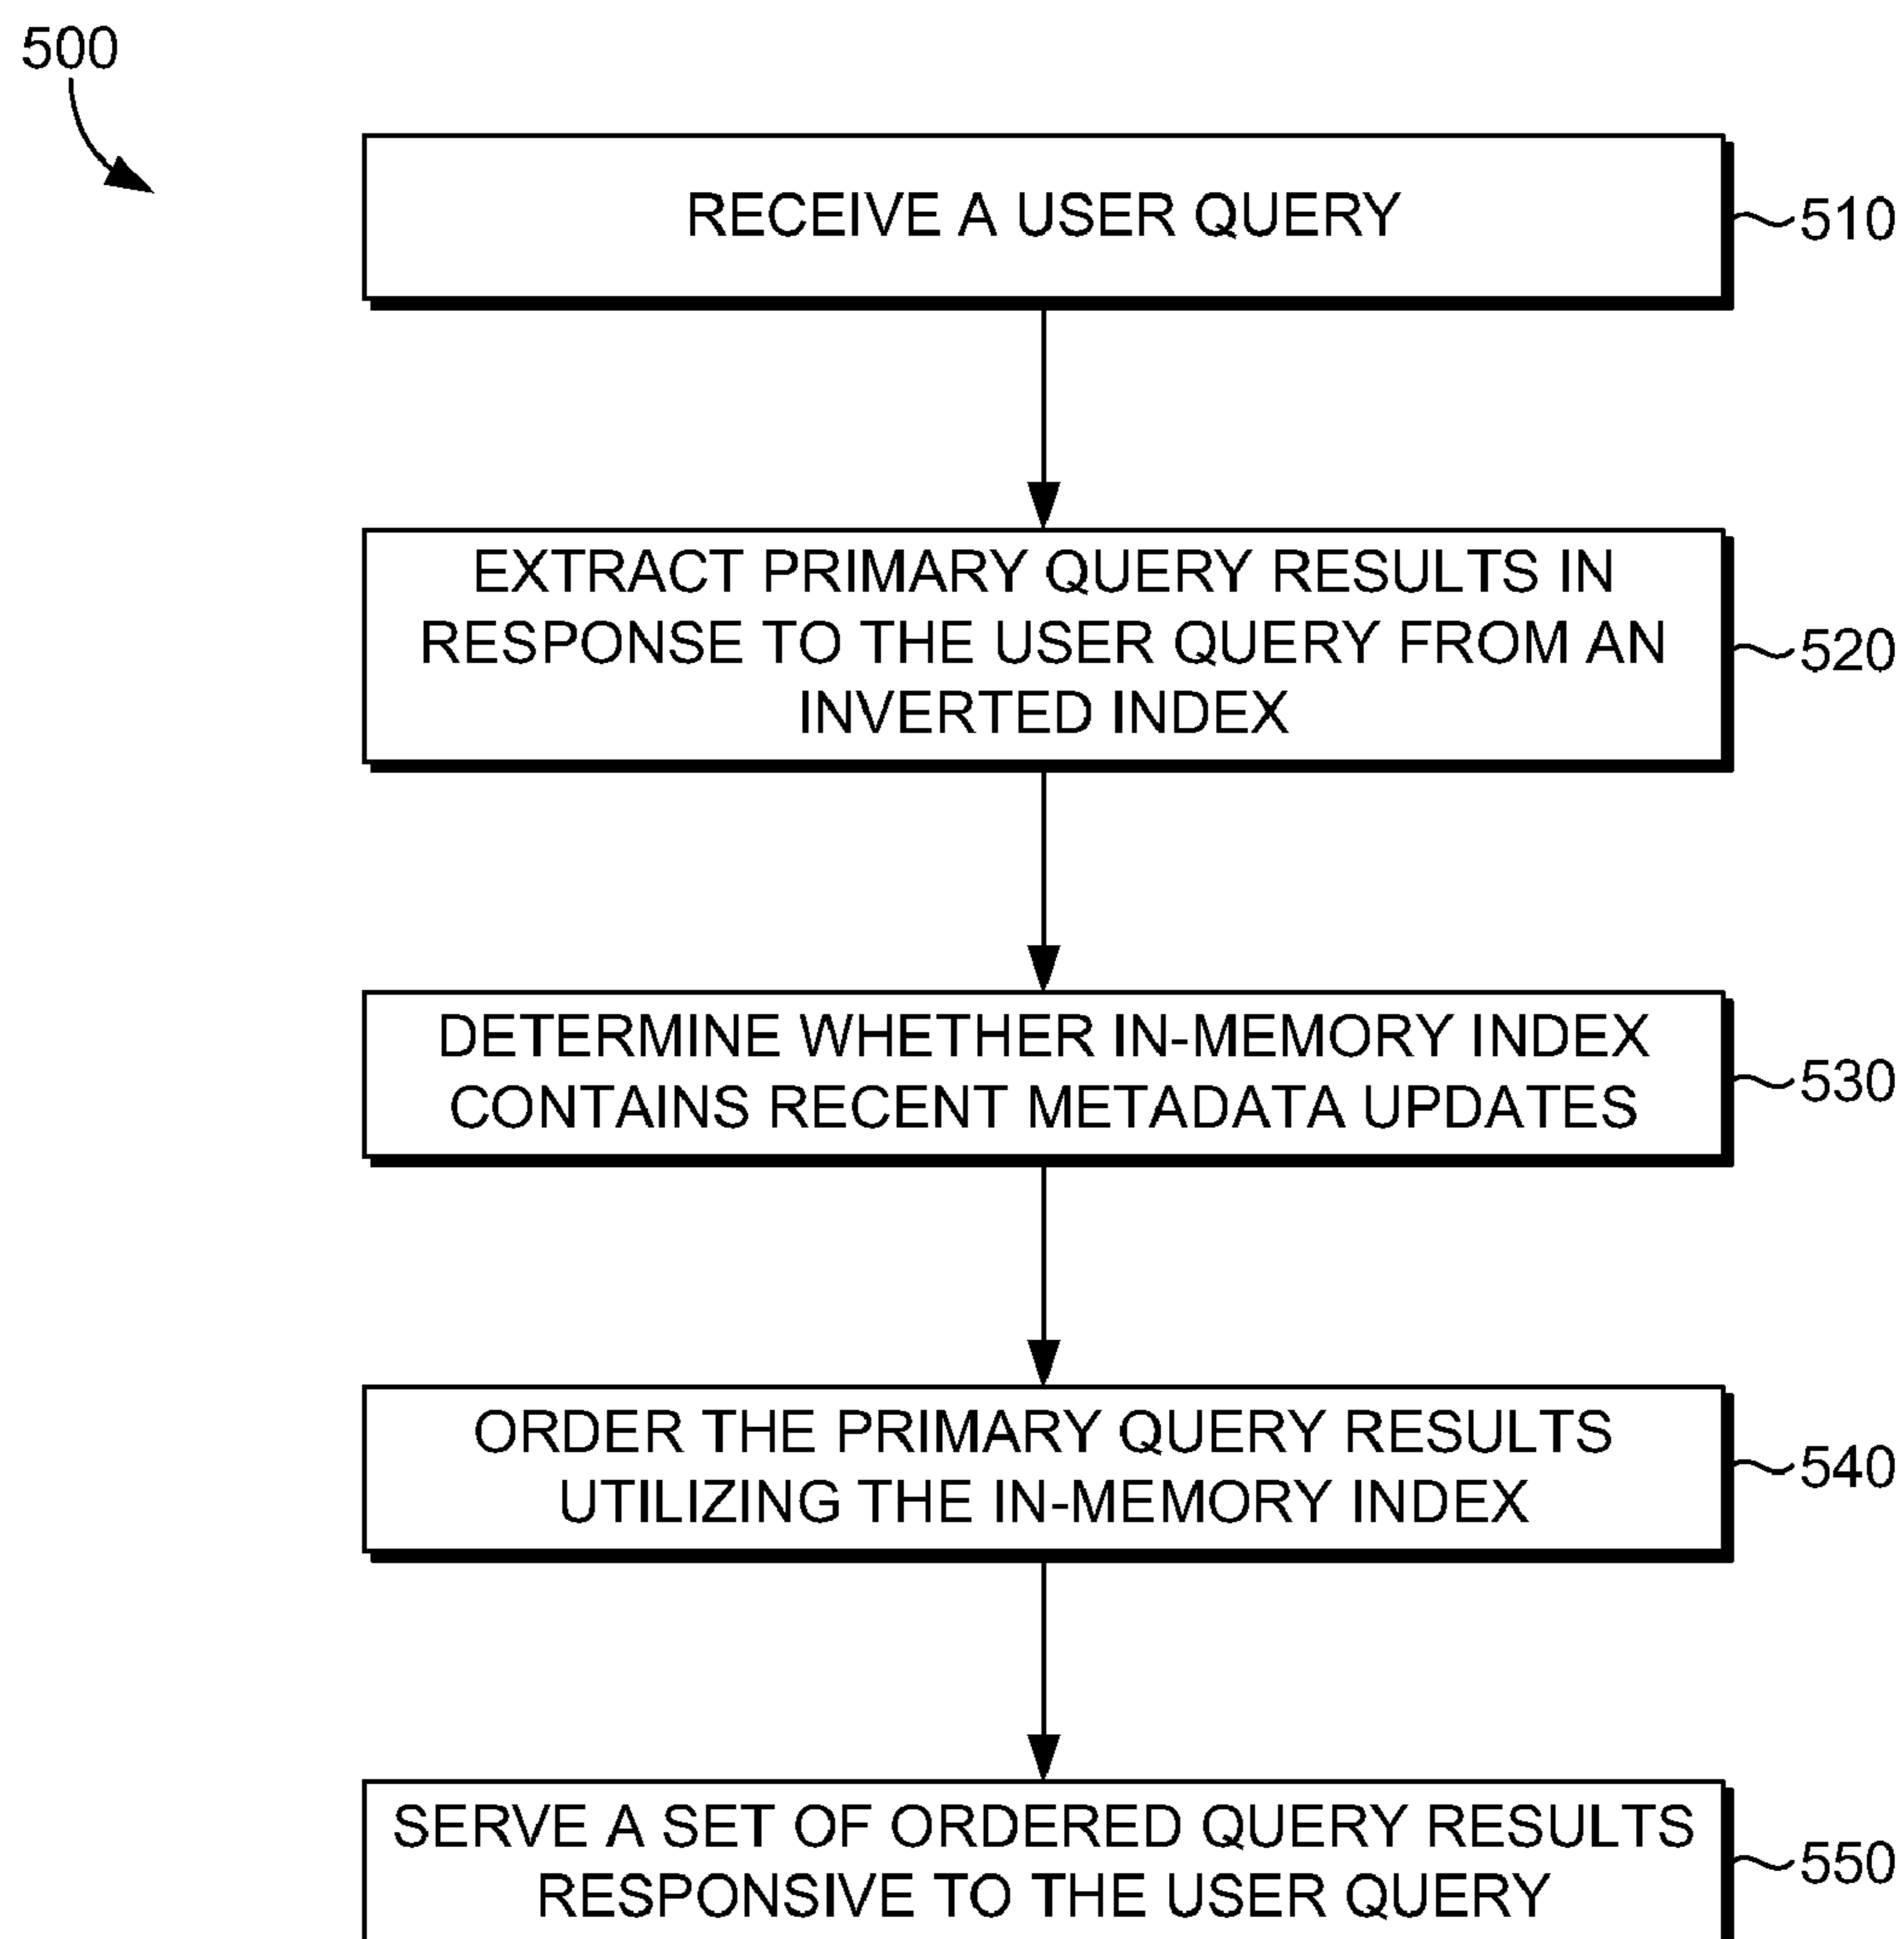 500
RECEIVE A USER QUERY
510
EXTRACT PRIMARY QUERY RESULTS IN
RESPONSE TO THE USER QUERY FROM AN
INVERTED INDEX
520
DETERMINE WHETHER IN-MEMORY INDEX
CONTAINS RECENT METADATA UPDATES
530
ORDER THE PRIMARY QUERY RESULTS
UTILIZING THE IN-MEMORY INDEX
540
SERVE A SET OF ORDERED QUERY RESULTS
RESPONSIVE TO THE USER QUERY
550